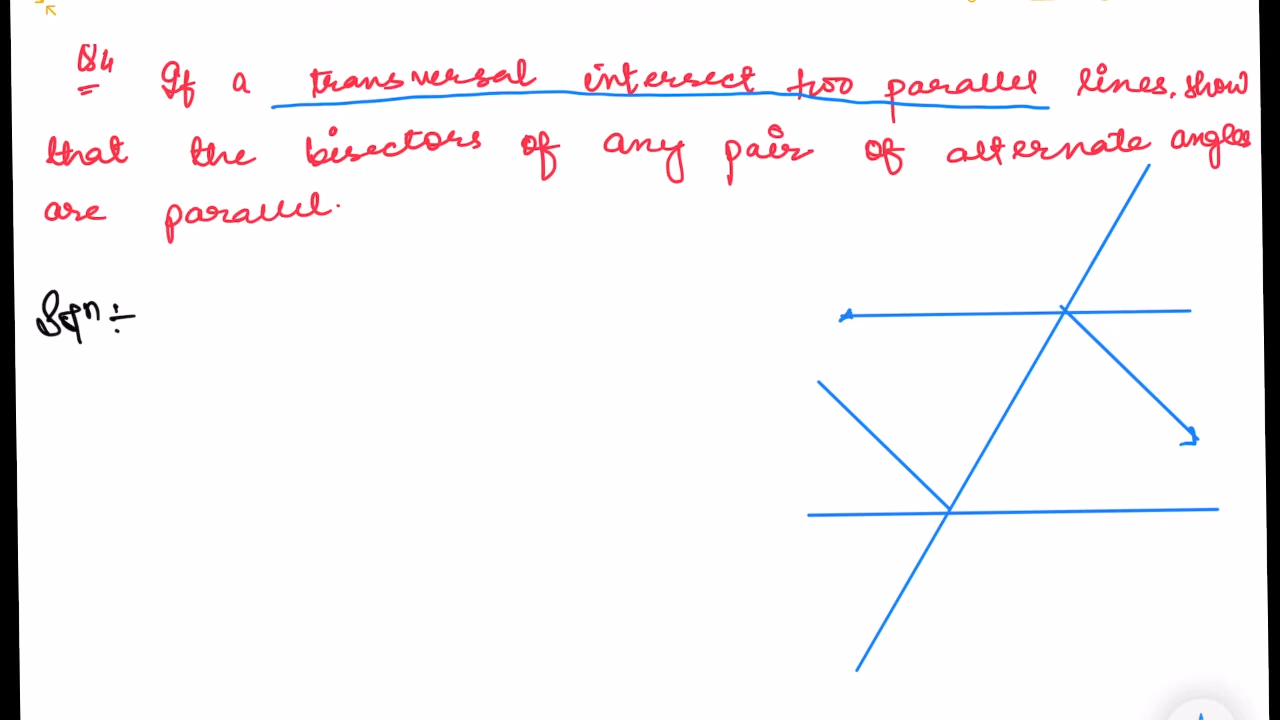 Q4 If a transversal intersect two parallel lines, show
that the bisectors of any pair of alternate angles
are parallel.
Solⁿ ÷